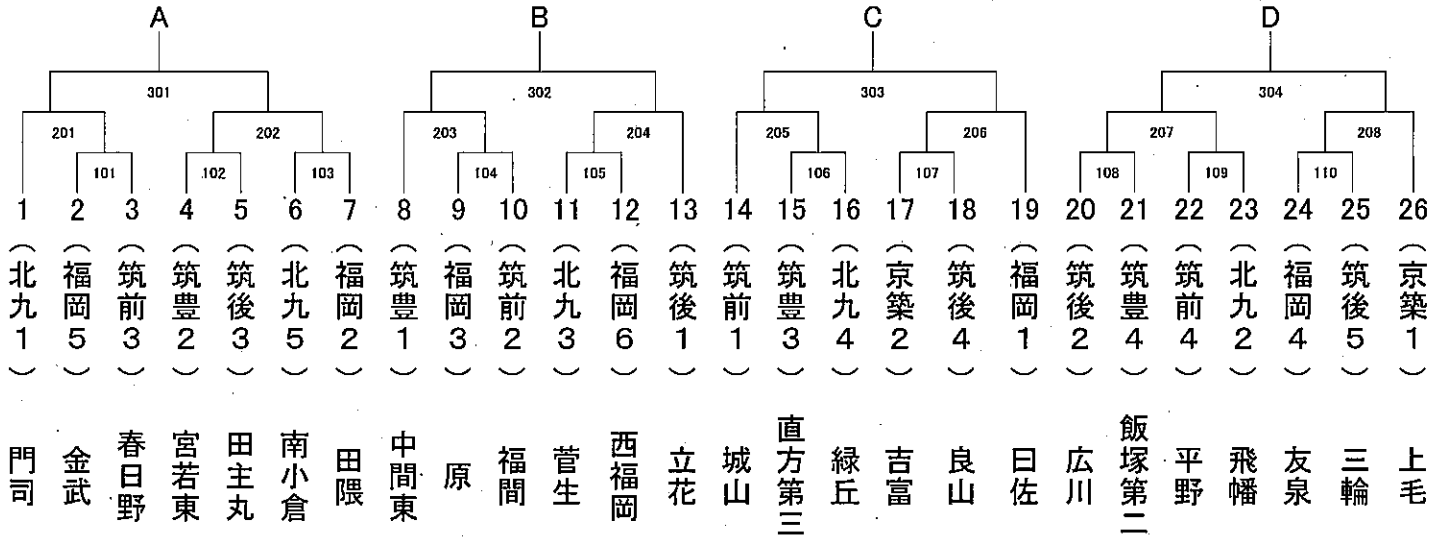 A B C D
301 302 303 304
201 202 203 204 205 206 207 208
101 102 103 104 105 106 107 108 109 110
1 2 3 4 5 6 7 8 9 10 11 12 13 14 15 16 17 18 19 20 21 22 23 24 25 26
（北九1）
（福岡5）
（筑前3）
（筑豊2）
（筑後3）
（北九5）
（福岡2）
（筑豊1）
（福岡3）
（筑前2）
（北九3）
（福岡6）
（筑後1）
（筑前1）
（筑豊3）
（北九4）
（京築2）
（筑後4）
（福岡1）
（筑後2）
（筑豊4）
（筑前4）
（北九2）
（福岡4）
（筑後5）
（京築1）
門司
金武
春日野
宮若東
田主丸
南小倉
田隈
中間東
原
福間
菅生
西福岡
立花
城山
直方第三
緑丘
吉富
良山
曰佐
広川
飯塚第二
平野
飛幡
友泉
三輪
上毛